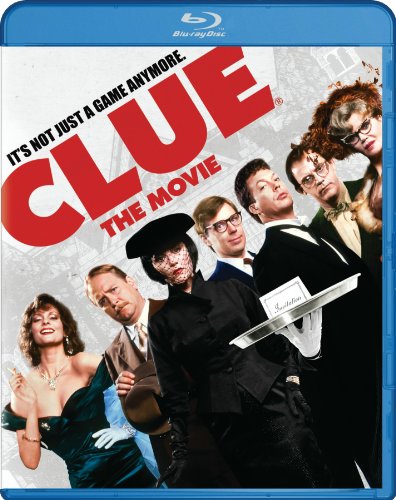 Blu-ray Disc
IT'S NOT JUST A GAME ANYMORE.
CLUE®
THE MOVIE
Invitation